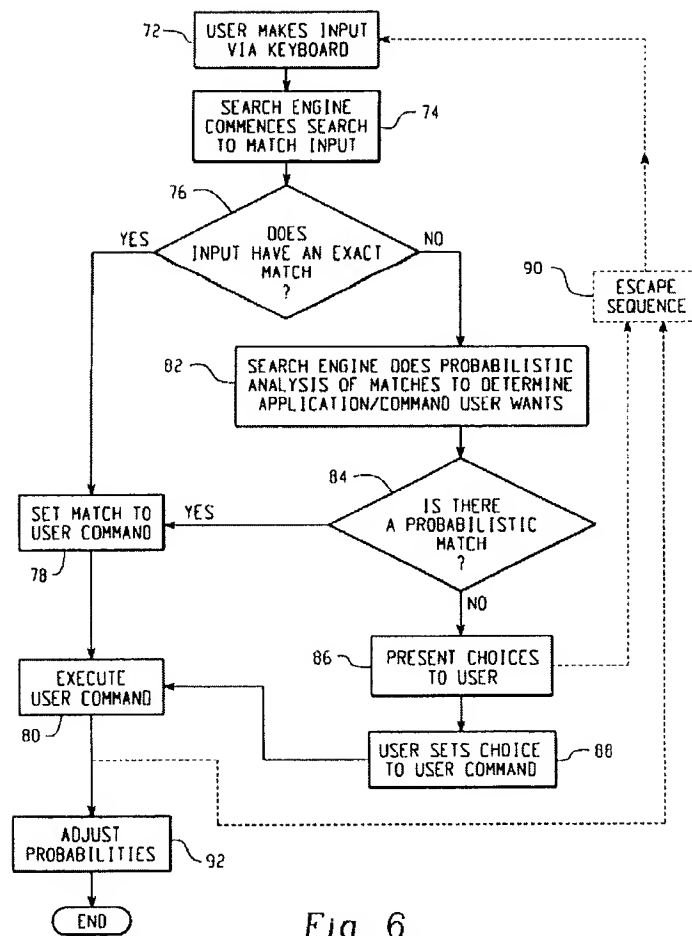 72
USER MAKES INPUT
VIA KEYBOARD
SEARCH ENGINE
COMMENCES SEARCH
TO MATCH INPUT
74
76
DOES
INPUT HAVE AN EXACT
MATCH
?
YES
NO
90
ESCAPE
SEQUENCE
82
SEARCH ENGINE DOES PROBABILISTIC
ANALYSIS OF MATCHES TO DETERMINE
APPLICATION/COMMAND USER WANTS
84
IS THERE
A PROBABILISTIC
MATCH
?
YES
NO
SET MATCH TO
USER COMMAND
78
86
PRESENT CHOICES
TO USER
EXECUTE
USER COMMAND
80
USER SETS CHOICE
TO USER COMMAND
88
ADJUST
PROBABILITIES
92
END
Fig. 6